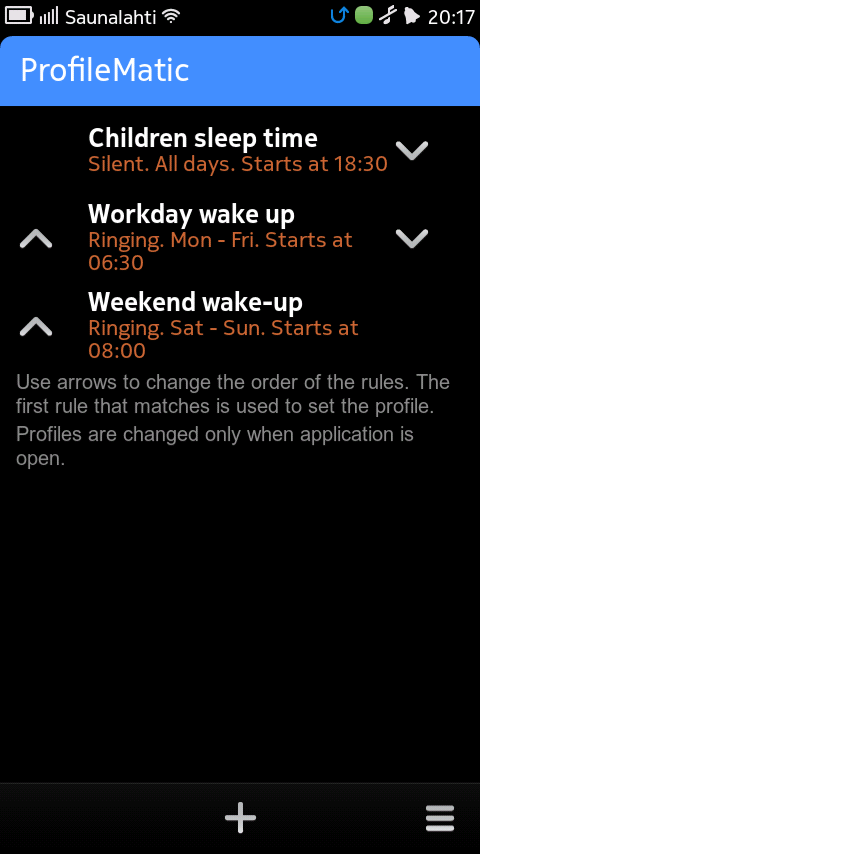 Saunalahti 20:17
ProfileMatic
Children sleep time
Silent. All days. Starts at 18:30
Workday wake up
Ringing. Mon - Fri. Starts at
06:30
Weekend wake-up
Ringing. Sat - Sun. Starts at
08:00
Use arrows to change the order of the rules. The
first rule that matches is used to set the profile.
Profiles are changed only when application is
open.